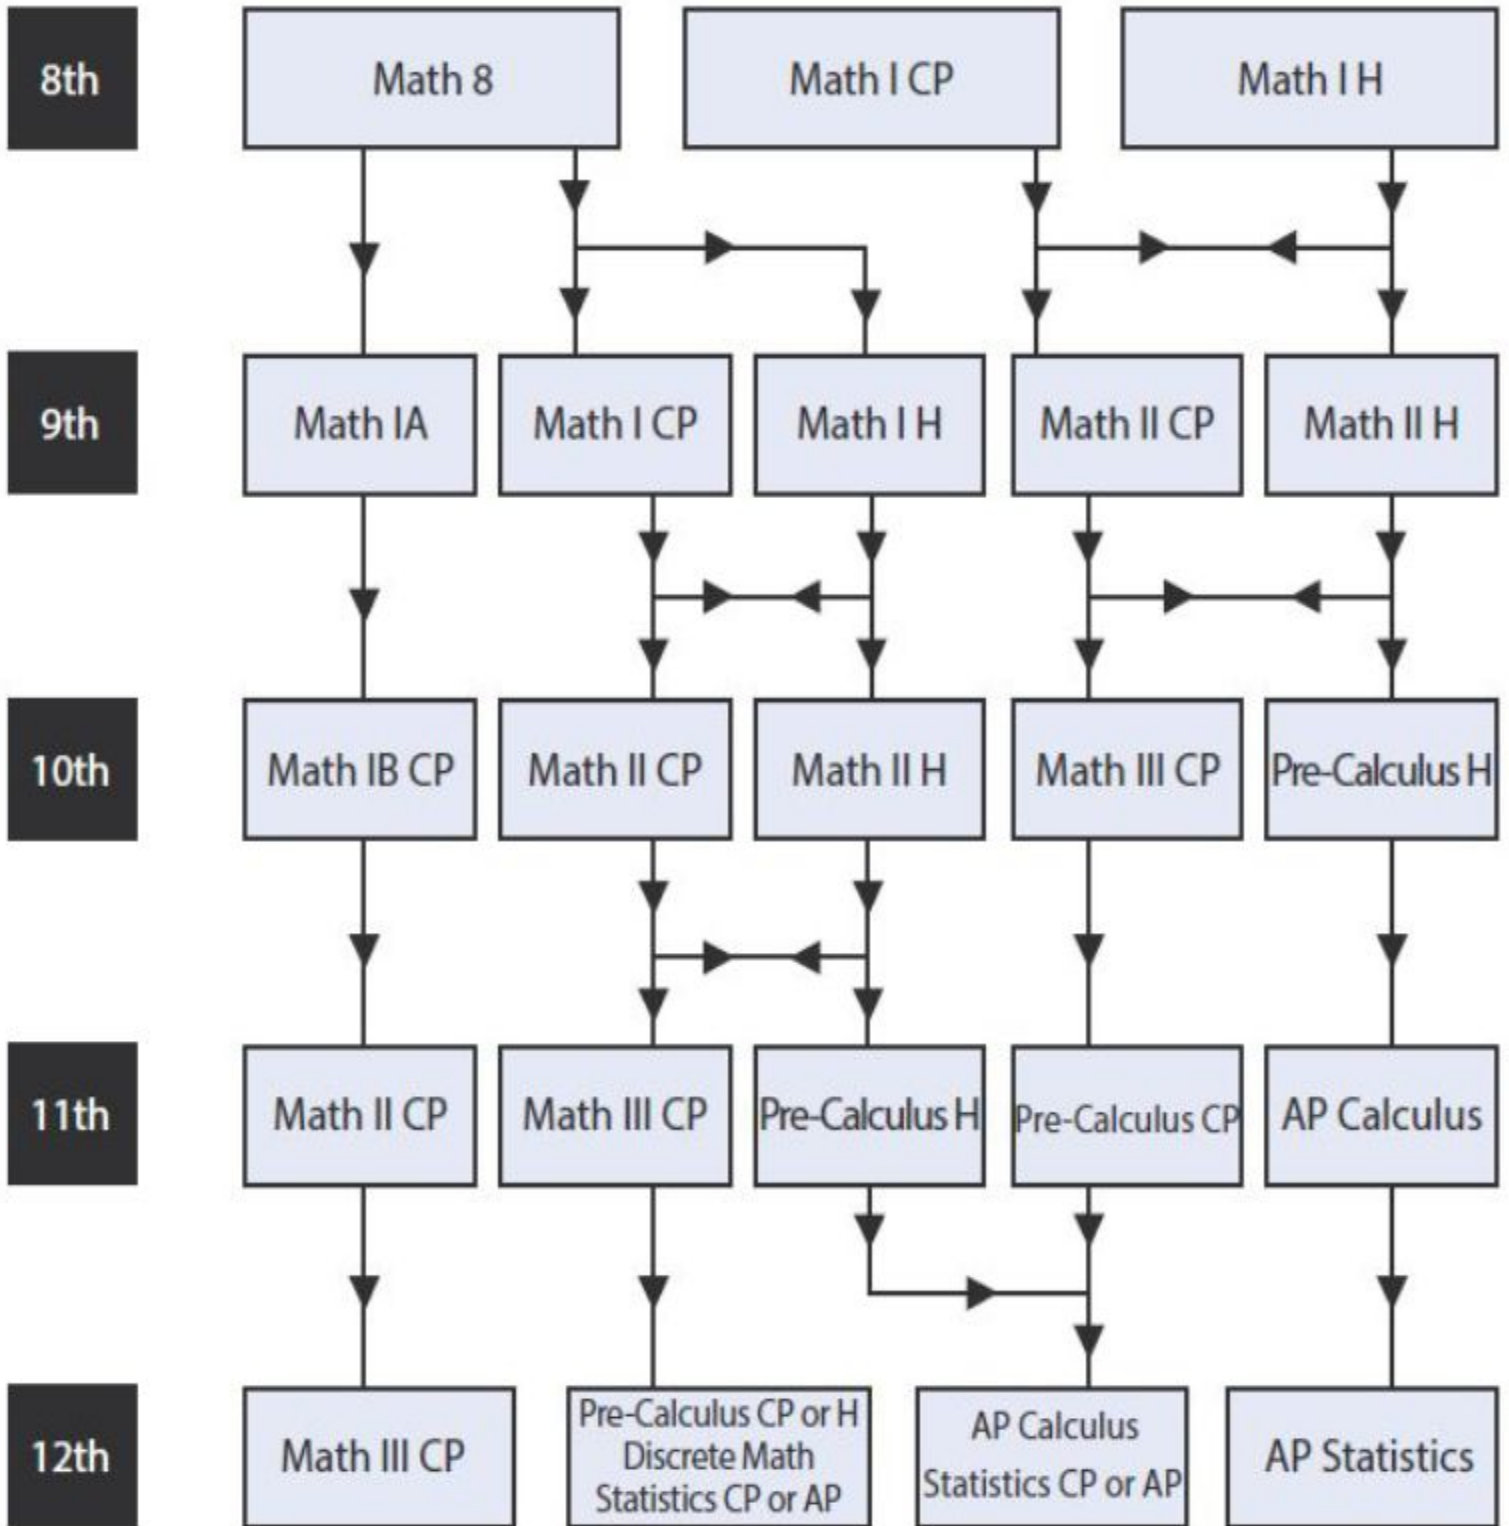 8th
Math 8
Math I CP
Math I H
9th
Math IA
Math I CP
Math I H
Math II CP
Math II H
10th
Math IB CP
Math II CP
Math II H
Math III CP
Pre-Calculus H
11th
Math II CP
Math III CP
Pre-Calculus H
Pre-Calculus CP
AP Calculus
12th
Math III CP
Pre-Calculus CP or H
Discrete Math
Statistics CP or AP
AP Calculus
Statistics CP or AP
AP Statistics